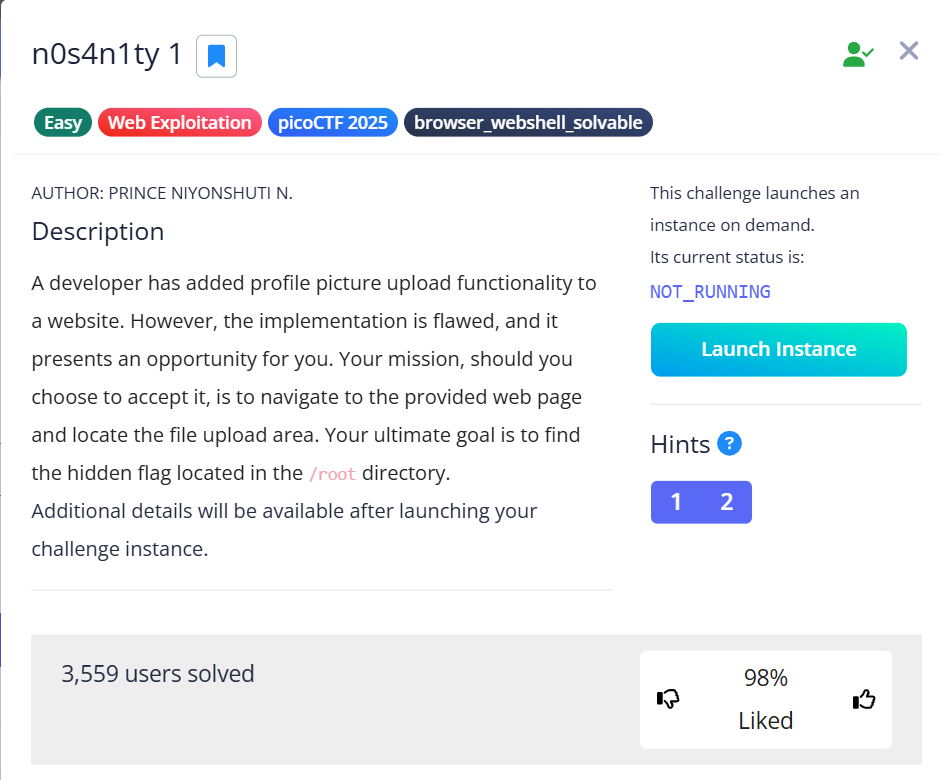 n0s4n1ty 1
Easy
Web Exploitation
picoCTF 2025
browser_webshell_solvable
AUTHOR: PRINCE NIYONSHUTI N.
Description
A developer has added profile picture upload functionality to
a website. However, the implementation is flawed, and it
presents an opportunity for you. Your mission, should you
choose to accept it, is to navigate to the provided web page
and locate the file upload area. Your ultimate goal is to find
the hidden flag located in the /root directory.
Additional details will be available after launching your
challenge instance.
This challenge launches an
instance on demand.
Its current status is:
NOT_RUNNING
Launch Instance
Hints ?
1 2
3,559 users solved
98%
Liked